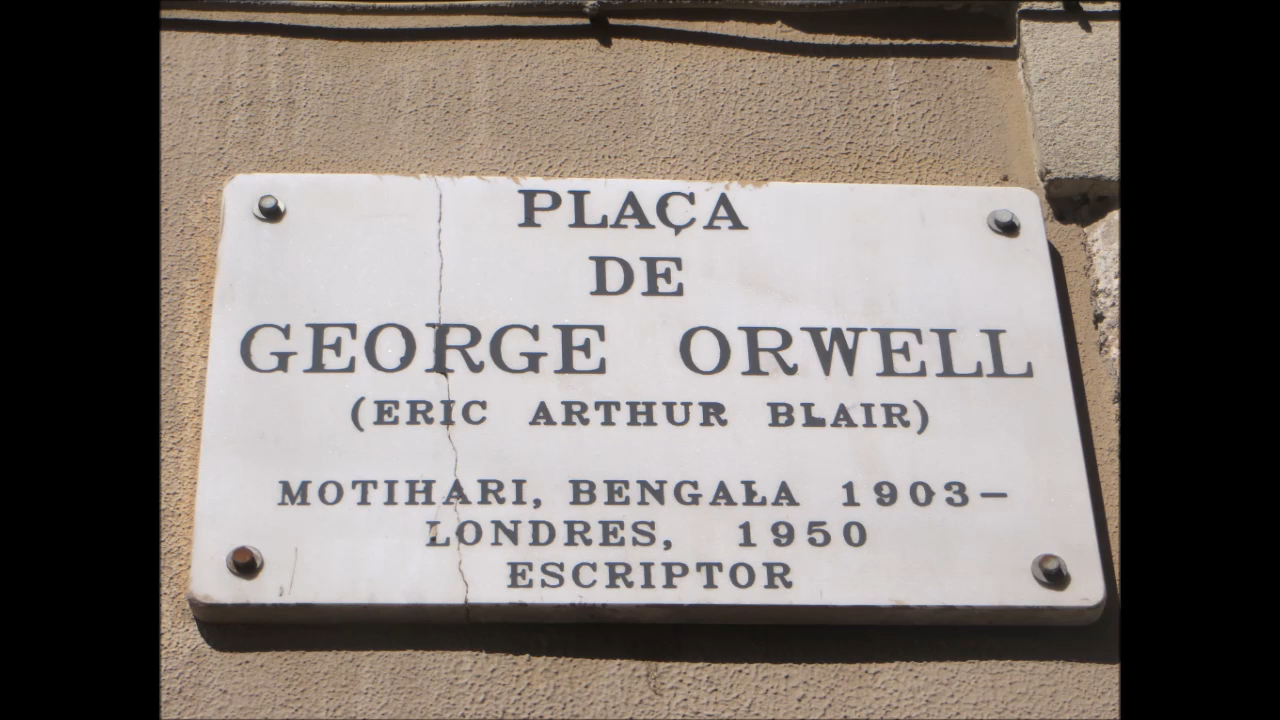 PLAÇA
DE
GEORGE ORWELL
(ERIC ARTHUR BLAIR)
MOTIHARI, BENGALA 1903-
LONDRES, 1950
ESCRIPTOR